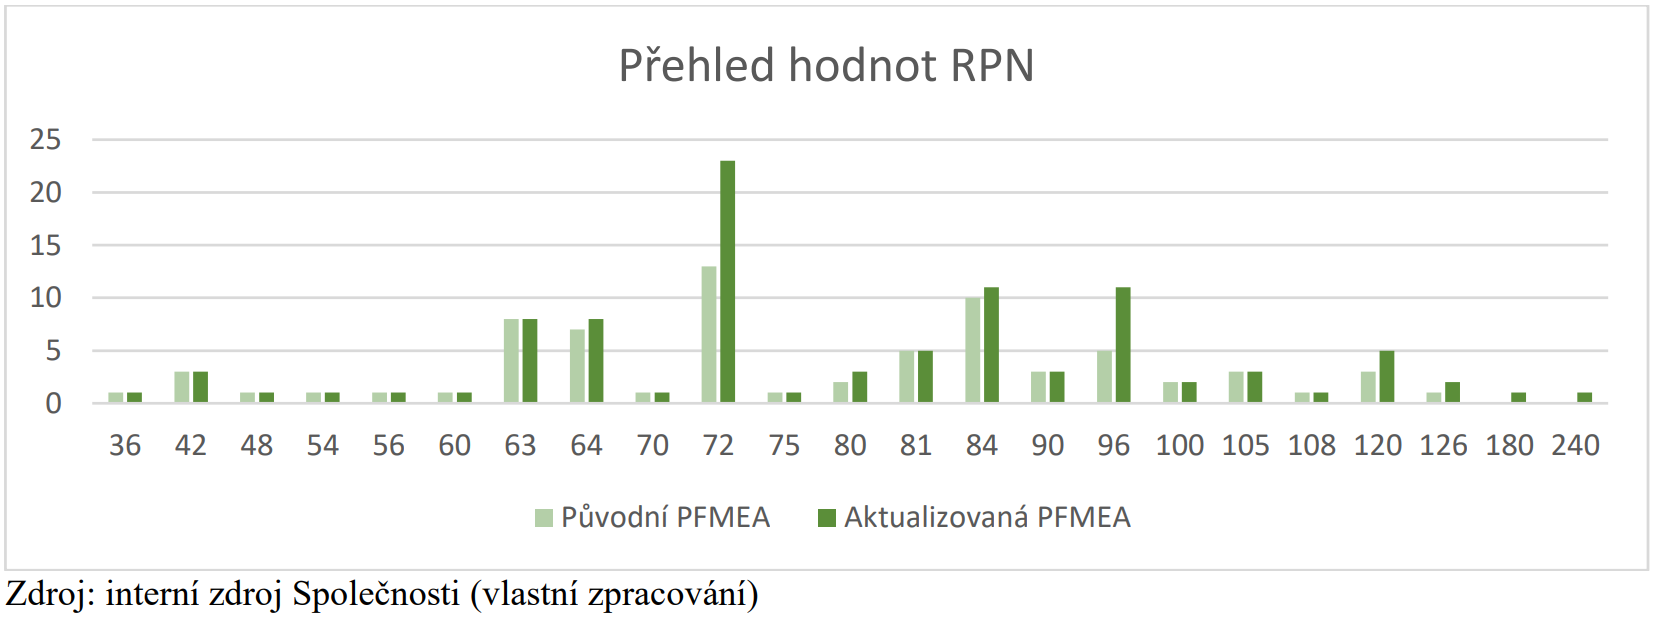 Přehled hodnot RPN
25
20
15
10
5
0
36 42 48 54 56 60 63 64 70 72 75 80 81 84 90 96 100 105 108 120 126 180 240
Původní PFMEA Aktualizovaná PFMEA
Zdroj: interní zdroj Společnosti (vlastní zpracování)